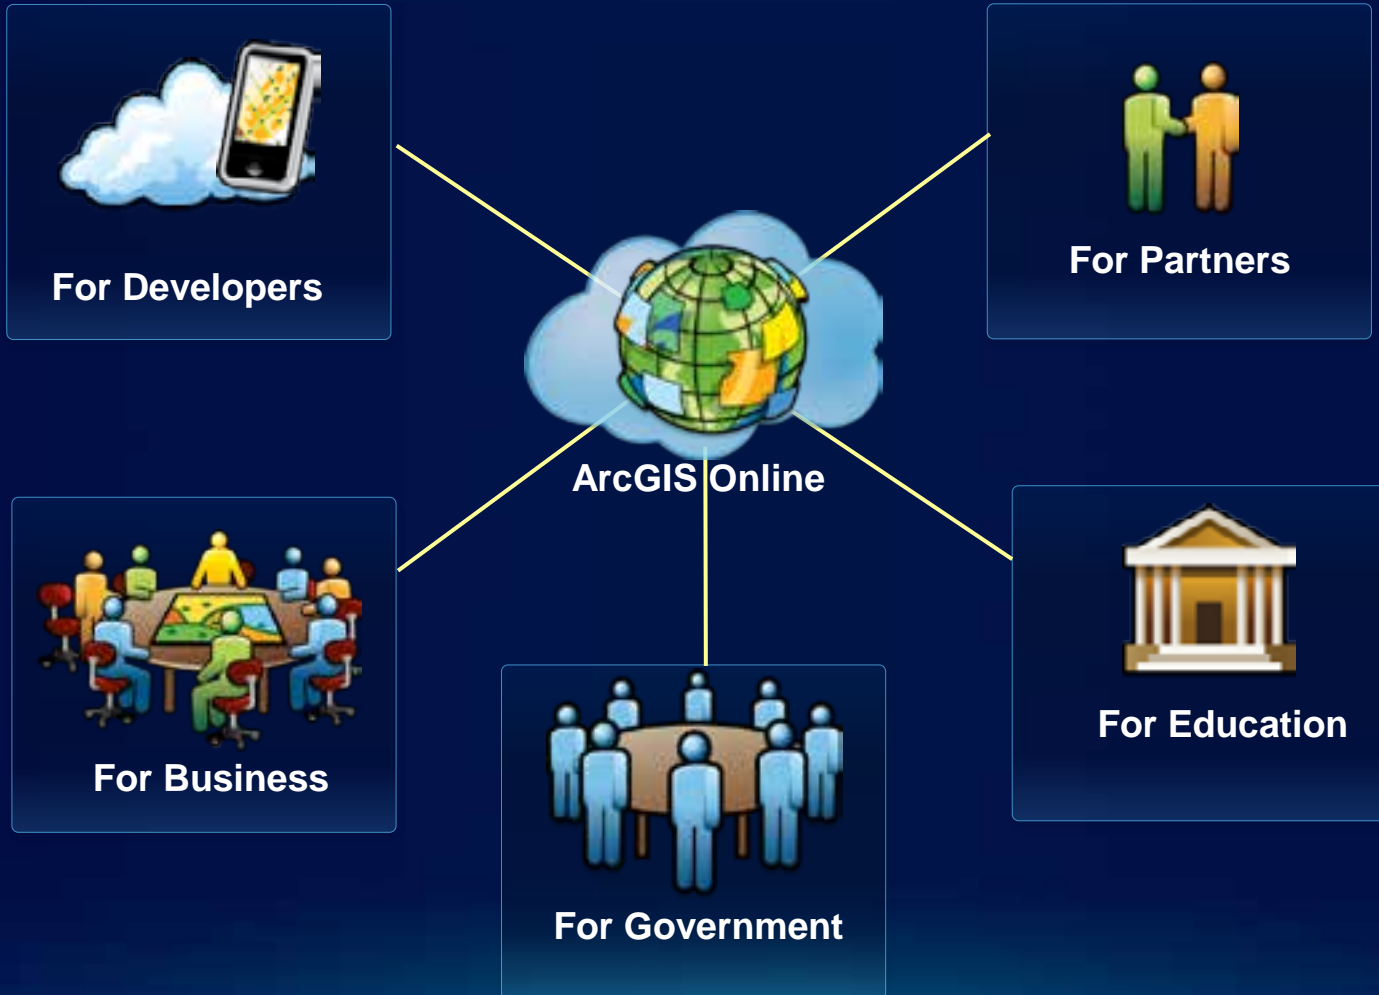 For Developers
For Partners
ArcGIS Online
For Business
For Education
For Government